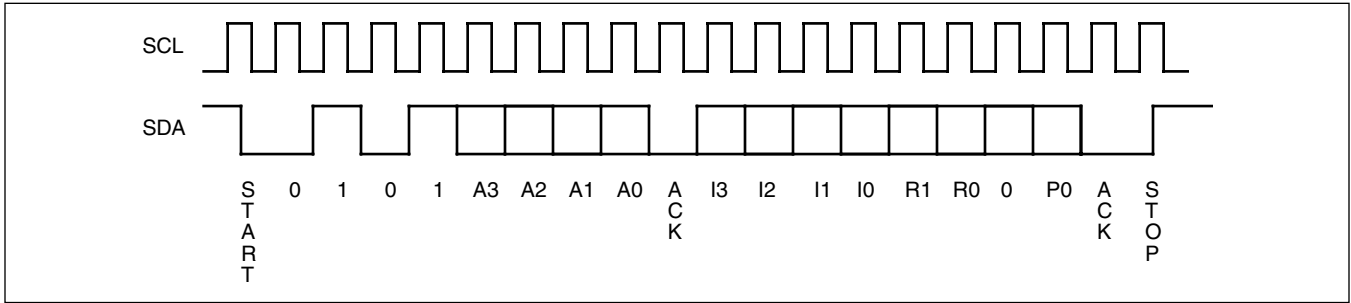 SCL
SDA
START 0 1 0 1 A3 A2 A1 A0 ACK I3 I2 I1 I0 R1 R0 0 P0 ACK STOP